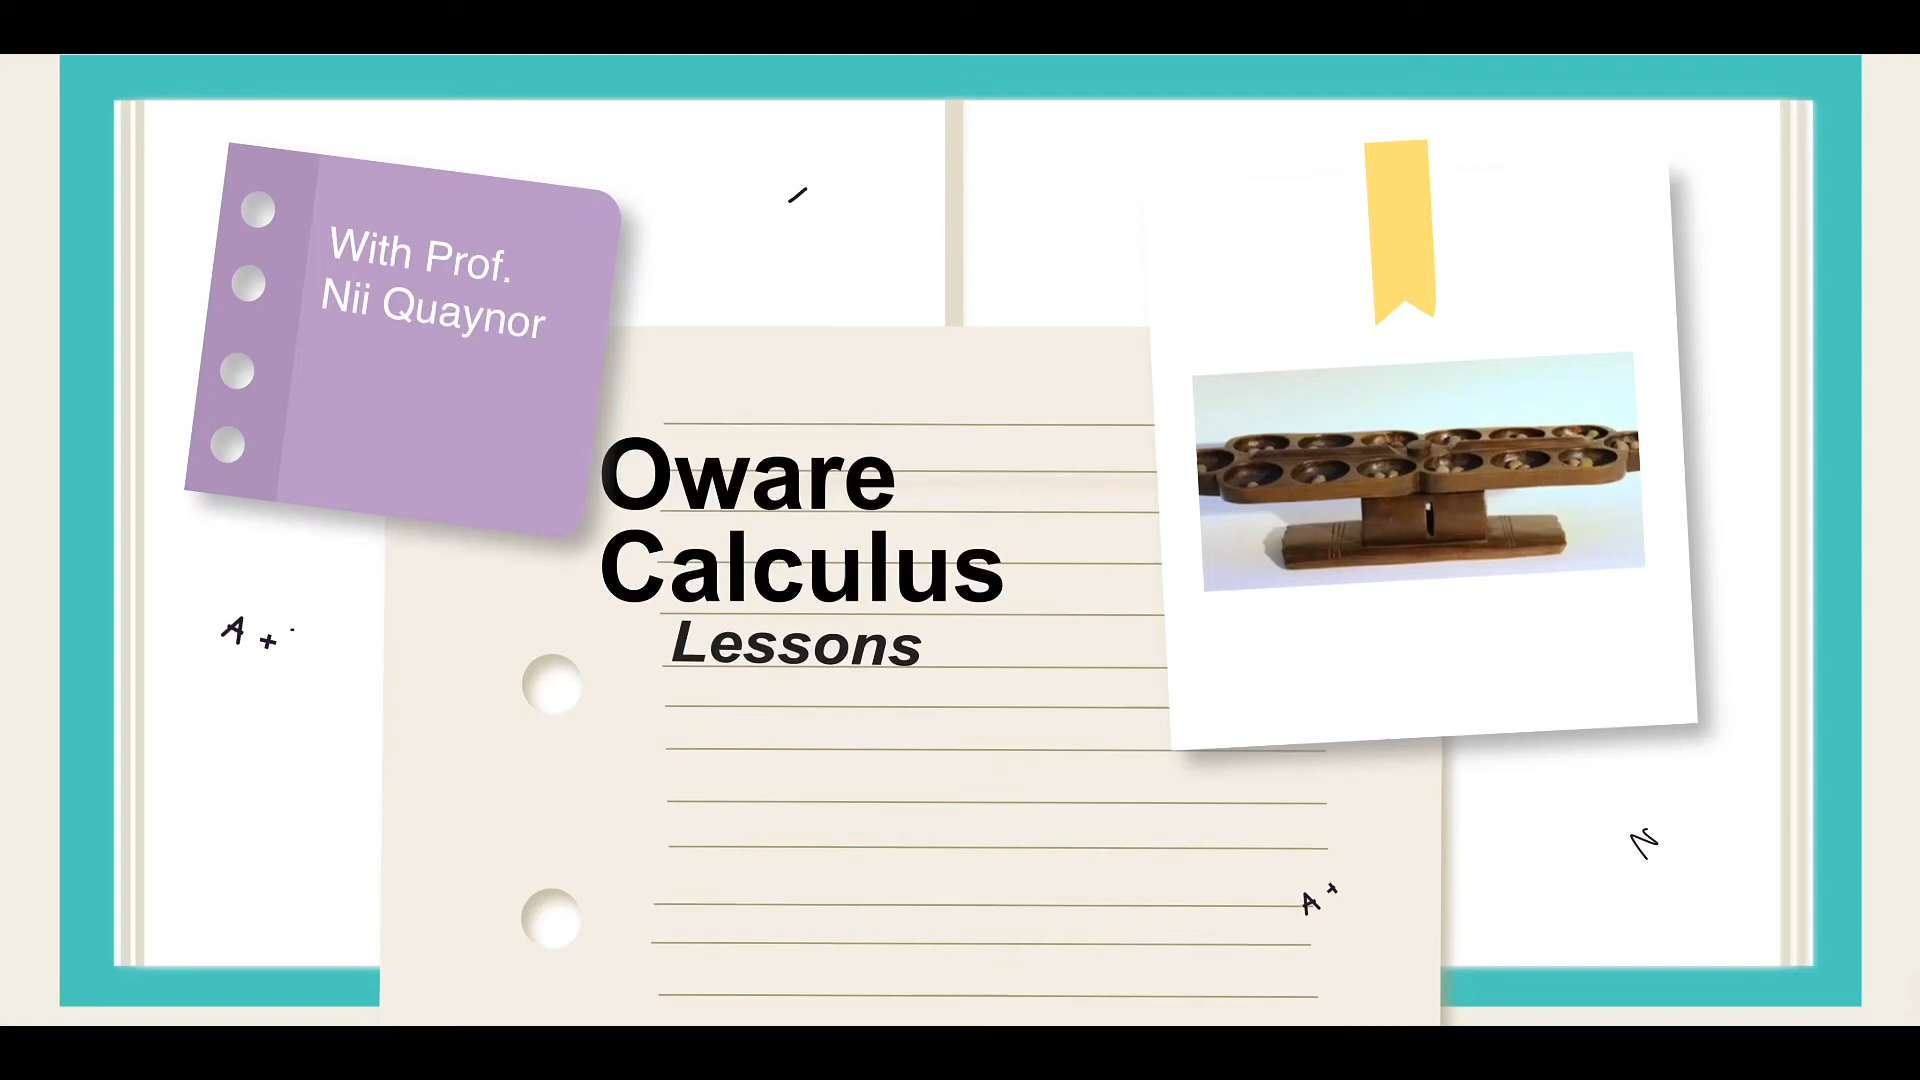 With Prof.
Nii Quaynor
Oware
Calculus
Lessons
A+
A+